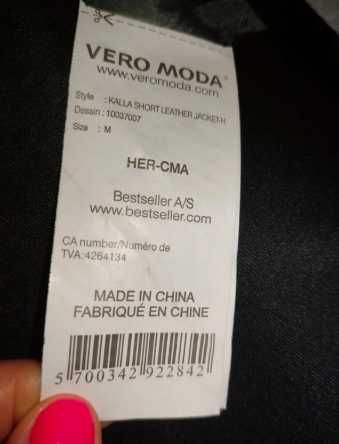 VERO MODA®
www.veromoda.com
Style : KALLA SHORT LEATHER JACKET-H
Dessin : 10037007
Size : M
HER-CMA
Bestseller A/S
www.bestseller.com
CA number/Numéro de
TVA:4264134
MADE IN CHINA
FABRIQUÉ EN CHINE
5 700342 922842